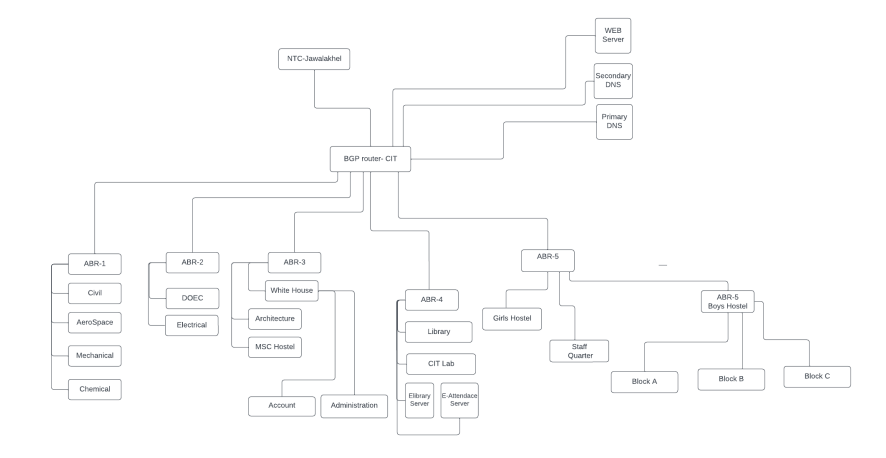 WEB
Server
NTC-Jawalakhel
Secondary
DNS
Primary
DNS
BGP router- CIT
ABR-1
Civil
AeroSpace
Mechanical
Chemical
ABR-2
DOEC
Electrical
ABR-3
White House
Architecture
MSC Hostel
Account
Administration
ABR-4
Library
CIT Lab
Elibrary
Server
E-Attendace
Server
ABR-5
Girls Hostel
Staff
Quarter
ABR-5
Boys Hostel
Block A
Block B
Block C